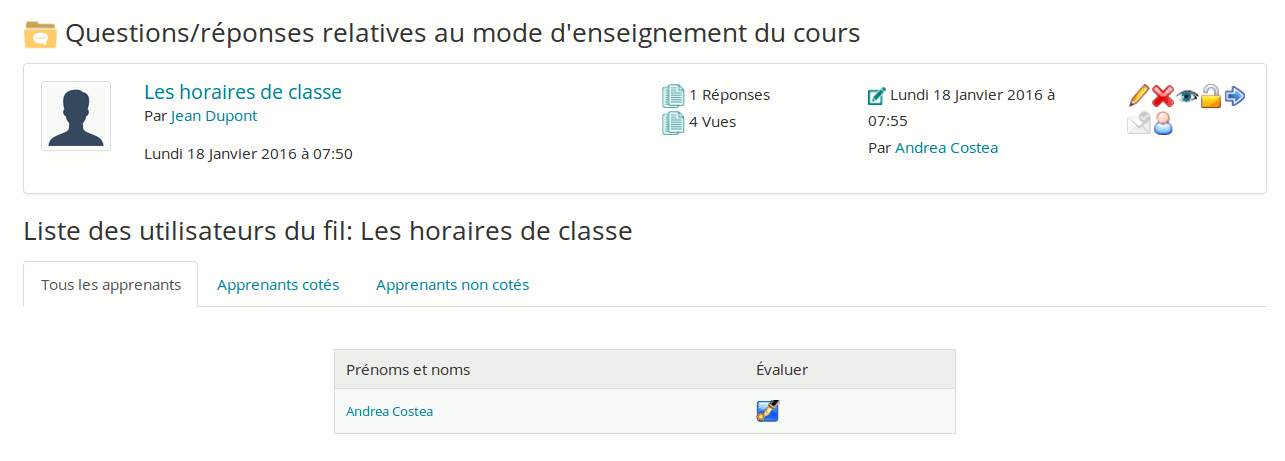 Questions/réponses relatives au mode d'enseignement du cours
Les horaires de classe
Par Jean Dupont
Lundi 18 Janvier 2016 à 07:50
1 Réponses
4 Vues
Lundi 18 Janvier 2016 à
07:55
Par Andrea Costea
Liste des utilisateurs du fil: Les horaires de classe
Tous les apprenants Apprenants cotés Apprenants non cotés
Prénoms et noms Évaluer
Andrea Costea